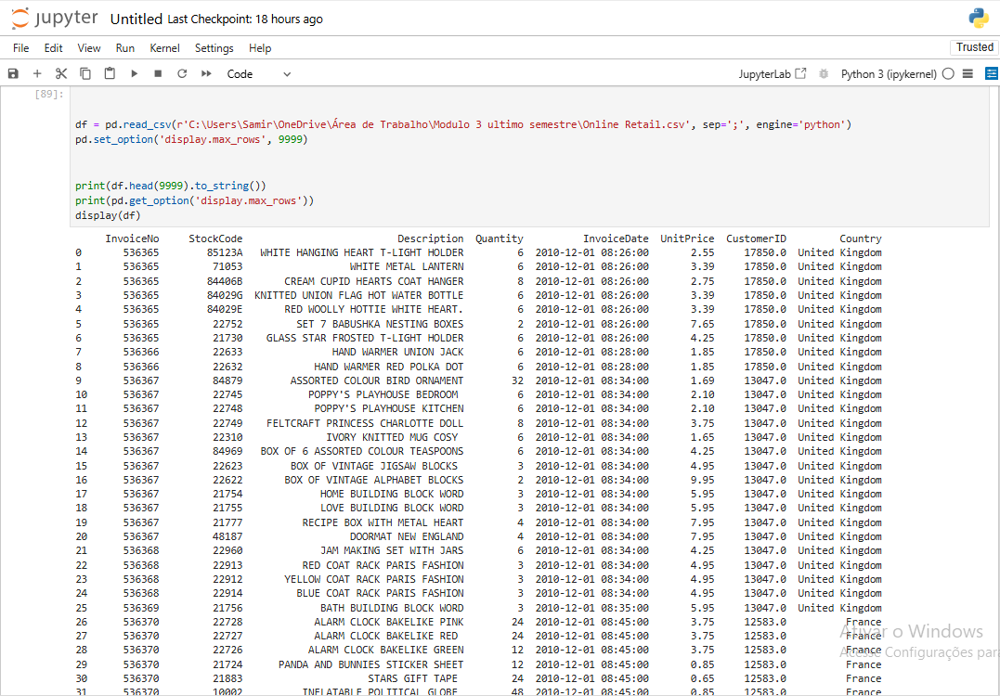 jupyter Untitled Last Checkpoint: 18 hours ago
File Edit View Run Kernel Settings Help Trusted
Code JupyterLab Python 3 (ipykernel)
[89]:
df = pd.read_csv(r'C:\Users\Samir\OneDrive\Área de Trabalho\Modulo 3 ultimo semestre\Online Retail.csv', sep=';', engine='python')
pd.set_option('display.max_rows', 9999)
print(df.head(9999).to_string())
print(pd.get_option('display.max_rows'))
display(df)
InvoiceNo StockCode Description Quantity InvoiceDate UnitPrice CustomerID Country
0 536365 85123A WHITE HANGING HEART T-LIGHT HOLDER 6 2010-12-01 08:26:00 2.55 17850.0 United Kingdom
1 536365 71053 WHITE METAL LANTERN 6 2010-12-01 08:26:00 3.39 17850.0 United Kingdom
2 536365 84406B CREAM CUPID HEARTS COAT HANGER 8 2010-12-01 08:26:00 2.75 17850.0 United Kingdom
3 536365 84029G KNITTED UNION FLAG HOT WATER BOTTLE 6 2010-12-01 08:26:00 3.39 17850.0 United Kingdom
4 536365 84029E RED WOOLLY HOTTIE WHITE HEART. 6 2010-12-01 08:26:00 3.39 17850.0 United Kingdom
5 536365 22752 SET 7 BABUSHKA NESTING BOXES 2 2010-12-01 08:26:00 7.65 17850.0 United Kingdom
6 536365 21730 GLASS STAR FROSTED T-LIGHT HOLDER 6 2010-12-01 08:26:00 4.25 17850.0 United Kingdom
7 536366 22633 HAND WARMER UNION JACK 6 2010-12-01 08:28:00 1.85 17850.0 United Kingdom
8 536366 22632 HAND WARMER RED POLKA DOT 6 2010-12-01 08:28:00 1.85 17850.0 United Kingdom
9 536367 84879 ASSORTED COLOUR BIRD ORNAMENT 32 2010-12-01 08:34:00 1.69 13047.0 United Kingdom
10 536367 22745 POPPY'S PLAYHOUSE BEDROOM 6 2010-12-01 08:34:00 2.10 13047.0 United Kingdom
11 536367 22748 POPPY'S PLAYHOUSE KITCHEN 6 2010-12-01 08:34:00 2.10 13047.0 United Kingdom
12 536367 22749 FELTCRAFT PRINCESS CHARLOTTE DOLL 8 2010-12-01 08:34:00 3.75 13047.0 United Kingdom
13 536367 22310 IVORY KNITTED MUG COSY 6 2010-12-01 08:34:00 1.65 13047.0 United Kingdom
14 536367 84969 BOX OF 6 ASSORTED COLOUR TEASPOONS 6 2010-12-01 08:34:00 4.25 13047.0 United Kingdom
15 536367 22623 BOX OF VINTAGE JIGSAW BLOCKS 3 2010-12-01 08:34:00 4.95 13047.0 United Kingdom
16 536367 22622 BOX OF VINTAGE ALPHABET BLOCKS 2 2010-12-01 08:34:00 9.95 13047.0 United Kingdom
17 536367 21754 HOME BUILDING BLOCK WORD 3 2010-12-01 08:34:00 5.95 13047.0 United Kingdom
18 536367 21755 LOVE BUILDING BLOCK WORD 3 2010-12-01 08:34:00 5.95 13047.0 United Kingdom
19 536367 21777 RECIPE BOX WITH METAL HEART 4 2010-12-01 08:34:00 7.95 13047.0 United Kingdom
20 536367 48187 DOORMAT NEW ENGLAND 4 2010-12-01 08:34:00 7.95 13047.0 United Kingdom
21 536368 22960 JAM MAKING SET WITH JARS 6 2010-12-01 08:34:00 4.25 13047.0 United Kingdom
22 536368 22913 RED COAT RACK PARIS FASHION 3 2010-12-01 08:34:00 4.95 13047.0 United Kingdom
23 536368 22912 YELLOW COAT RACK PARIS FASHION 3 2010-12-01 08:34:00 4.95 13047.0 United Kingdom
24 536368 22914 BLUE COAT RACK PARIS FASHION 3 2010-12-01 08:34:00 4.95 13047.0 United Kingdom
25 536369 21756 BATH BUILDING BLOCK WORD 3 2010-12-01 08:35:00 5.95 13047.0 United Kingdom
26 536370 22728 ALARM CLOCK BAKELIKE PINK 24 2010-12-01 08:45:00 3.75 12583.0 France
27 536370 22727 ALARM CLOCK BAKELIKE RED 24 2010-12-01 08:45:00 3.75 12583.0 France
28 536370 22726 ALARM CLOCK BAKELIKE GREEN 12 2010-12-01 08:45:00 3.75 12583.0 France
29 536370 21724 PANDA AND BUNNIES STICKER SHEET 12 2010-12-01 08:45:00 0.85 12583.0 France
30 536370 21883 STARS GIFT TAPE 24 2010-12-01 08:45:00 0.65 12583.0 France
31 536370 10002 INFLATABLE POLITICAL GLOBE 48 2010-12-01 08:45:00 0.85 12583.0 France
Ativar o Windows
Acesse Configurações par